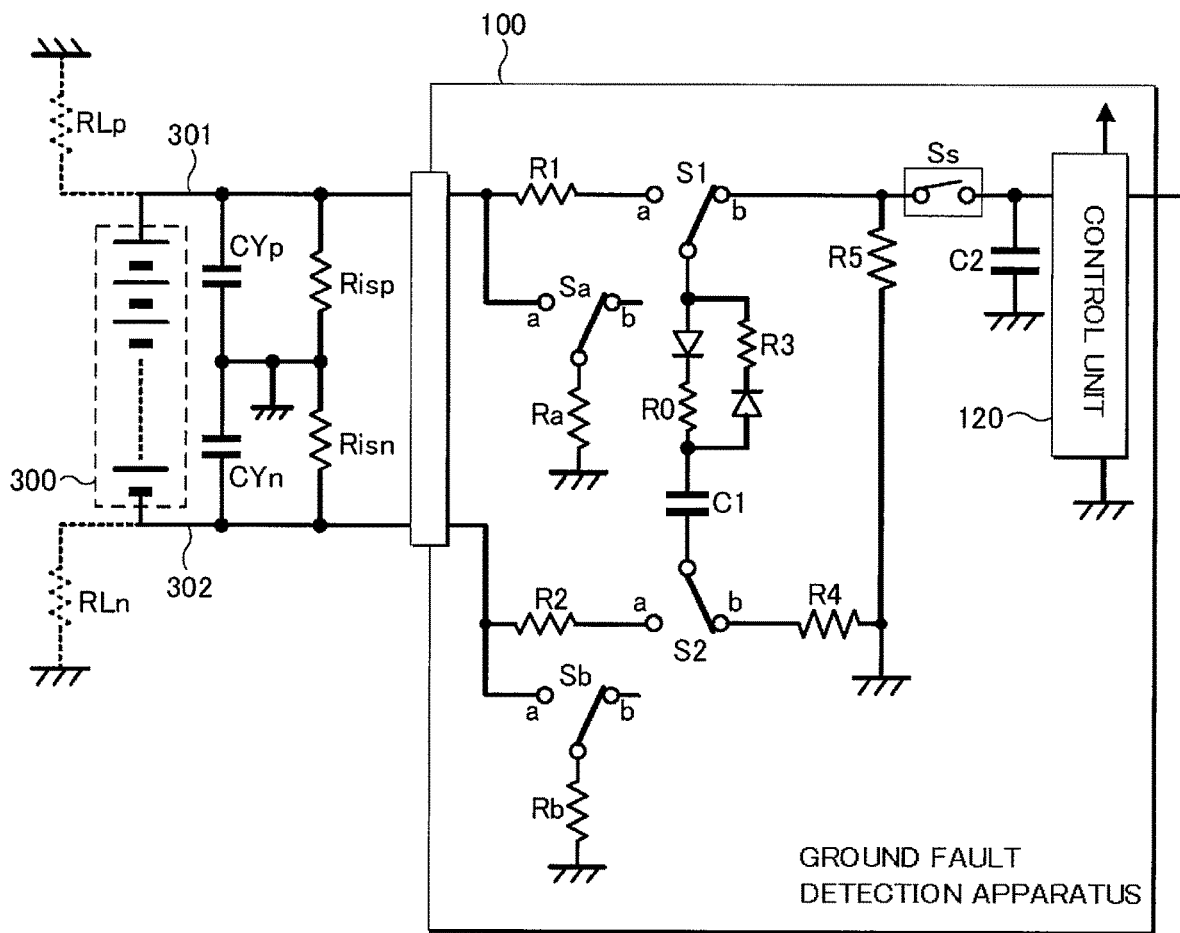 100
RLp
301
R1
S1
a
b
Ss
CYp
Risp
Sa
a
b
R5
C2
CONTROL UNIT
R3
Ra
R0
120
300
CYn
Risn
C1
302
RLn
R2
a
b
R4
S2
Sb
a
b
Rb
GROUND FAULT
DETECTION APPARATUS